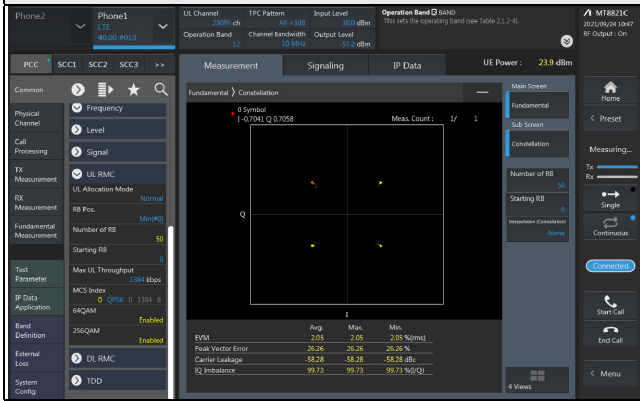 Phone2
Phone1
LTE
40.00 #013
UL Channel
23095 ch
TPC Pattern
All +3dB
Input Level
30.0 dBm
Operation Band
12
Channel Bandwidth
10 MHz
Output Level
-57.2 dBm
Operation Band BAND
This sets the operating band (see Table 2.1.2-4).
MT8821C
2021/09/24 10:47
RF Output : On
PCC
SCC1
SCC2
SCC3
>>
Measurement
Signaling
IP Data
UE Power : 23.9 dBm
Common
Physical Channel
Call Processing
TX Measurement
RX Measurement
Fundamental Measurement
Test Parameter
IP Data Application
Band Definition
External Loss
System Config
Frequency
Level
Signal
UL RMC
UL Allocation Mode
Normal
RB Pos.
Min(#0)
Number of RB
50
Starting RB
0
Max UL Throughput
1384 kbps
MCS Index
0 QPSK 0 1384 8
64QAM
Enabled
256QAM
Enabled
DL RMC
TDD
Fundamental
Constellation
0 Symbol
I -0.7041 Q 0.7058
Meas. Count : 1/ 1
Q
I
Avg. Max. Min.
EVM 2.05 2.05 2.05 %(rms)
Peak Vector Error 26.26 26.26 26.26 %
Carrier Leakage -58.28 -58.28 -58.28 dBc
IQ Imbalance 99.73 99.73 99.73 %(I/Q)
Main Screen
Fundamental
Sub Screen
Constellation
Number of RB
50
Starting RB
0
Interpolation (Constellation)
None
4 Views
Home
< Preset
Measuring...
Tx
Rx
Single
Continuous
Connected
Start Call
End Call
< Menu